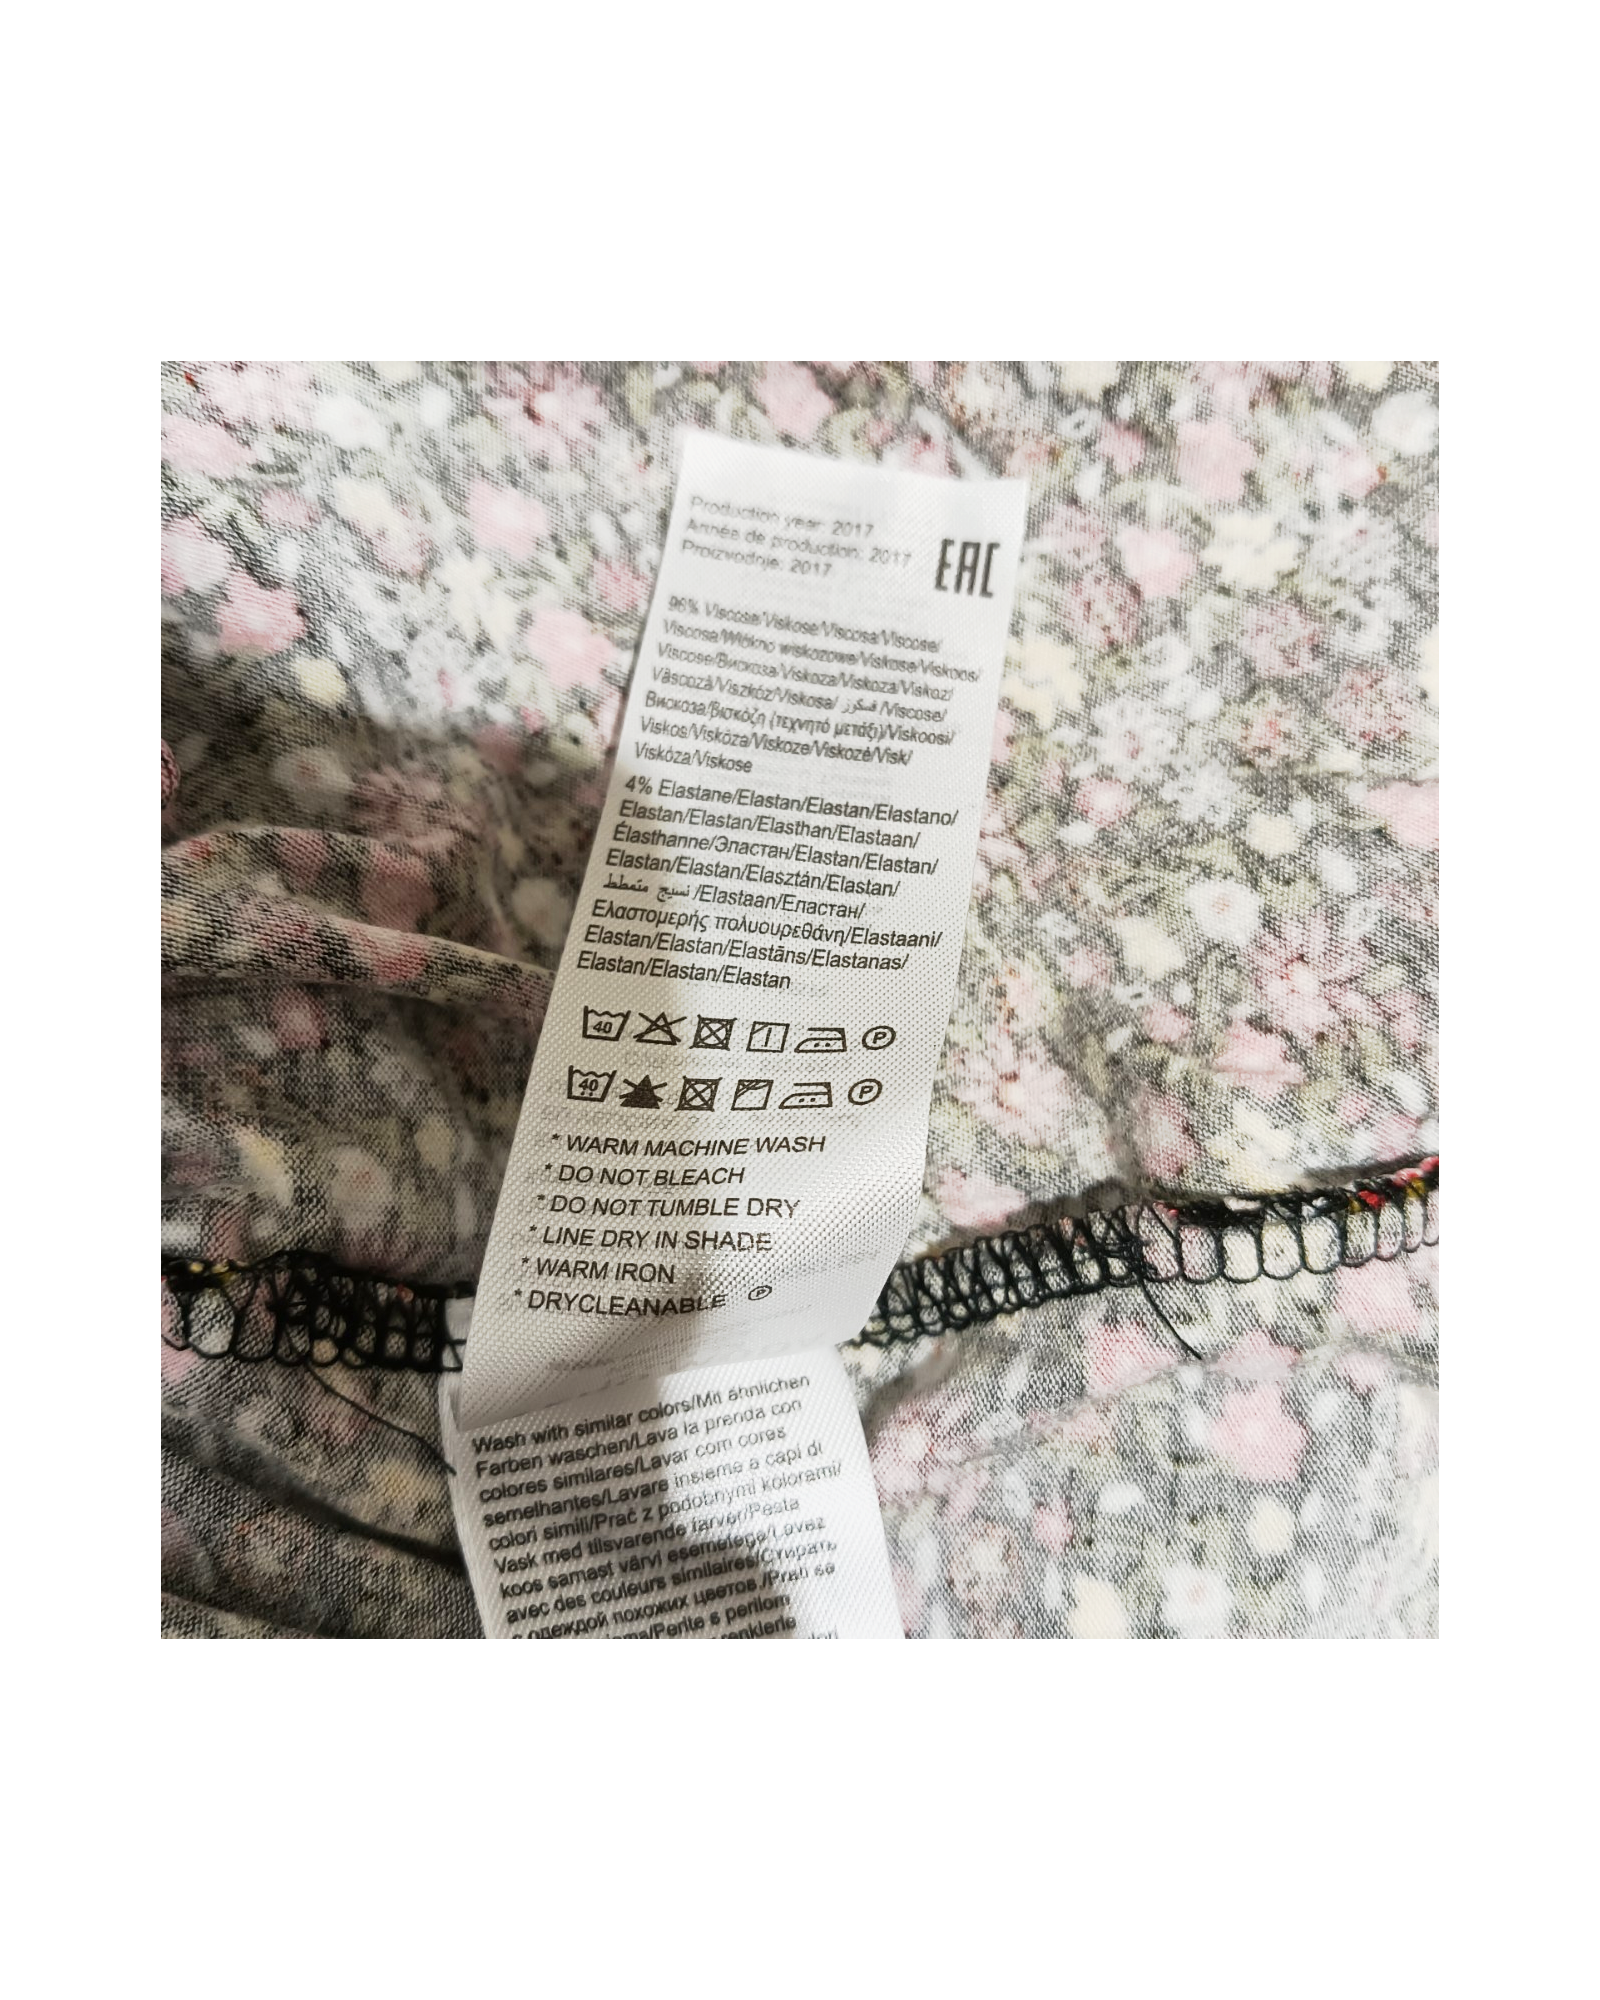 Production year: 2017
Année de production: 2017
Proizvodnje: 2017
EAC
96% Viscose/Viskose/Viscosa/Viscose/
Viscosa/Włókno wiskozowe/Viskose/Viskoos/
Viscose/Вискоза/Viskoza/Viskoza/Viskoz/
Vâscoză/Viszkóz/Viskosa/ فسكوز /Viscose/
Вискоза/βισκόζη (τεχνητό μετάξι)/Viskoosi/
Viskos/Viskóza/Viskoze/Viskozė/Visk/
Viskóza/Viskose
4% Elastane/Elastan/Elastan/Elastano/
Elastan/Elastan/Elasthan/Elastaan/
Élasthanne/Эластан/Elastan/Elastan/
Elastan/Elastan/Elasztán/Elastan/
نسيج متمطط /Elastaan/Еластан/
Ελαστομερής πολυουρεθάνη/Elastaani/
Elastan/Elastan/Elastāns/Elastanas/
Elastan/Elastan/Elastan
40 P
40 P
* WARM MACHINE WASH
* DO NOT BLEACH
* DO NOT TUMBLE DRY
* LINE DRY IN SHADE
* WARM IRON
* DRYCLEANABLE P
Wash with similar colors/Mit ähnlichen
Farben waschen/Lava la prenda con
colores similares/Lavar com cores
semelhantes/Lavare insieme a capi di
colori simili/Prać z podobnymi kolorami/
Vask med tilsvarende farver/Pesta
koos samast värvi esemetega/Lavez
avec des couleurs similaires/Стирать
с одеждой похожих цветов./Prati sa
/Perite s perilom
renklerle